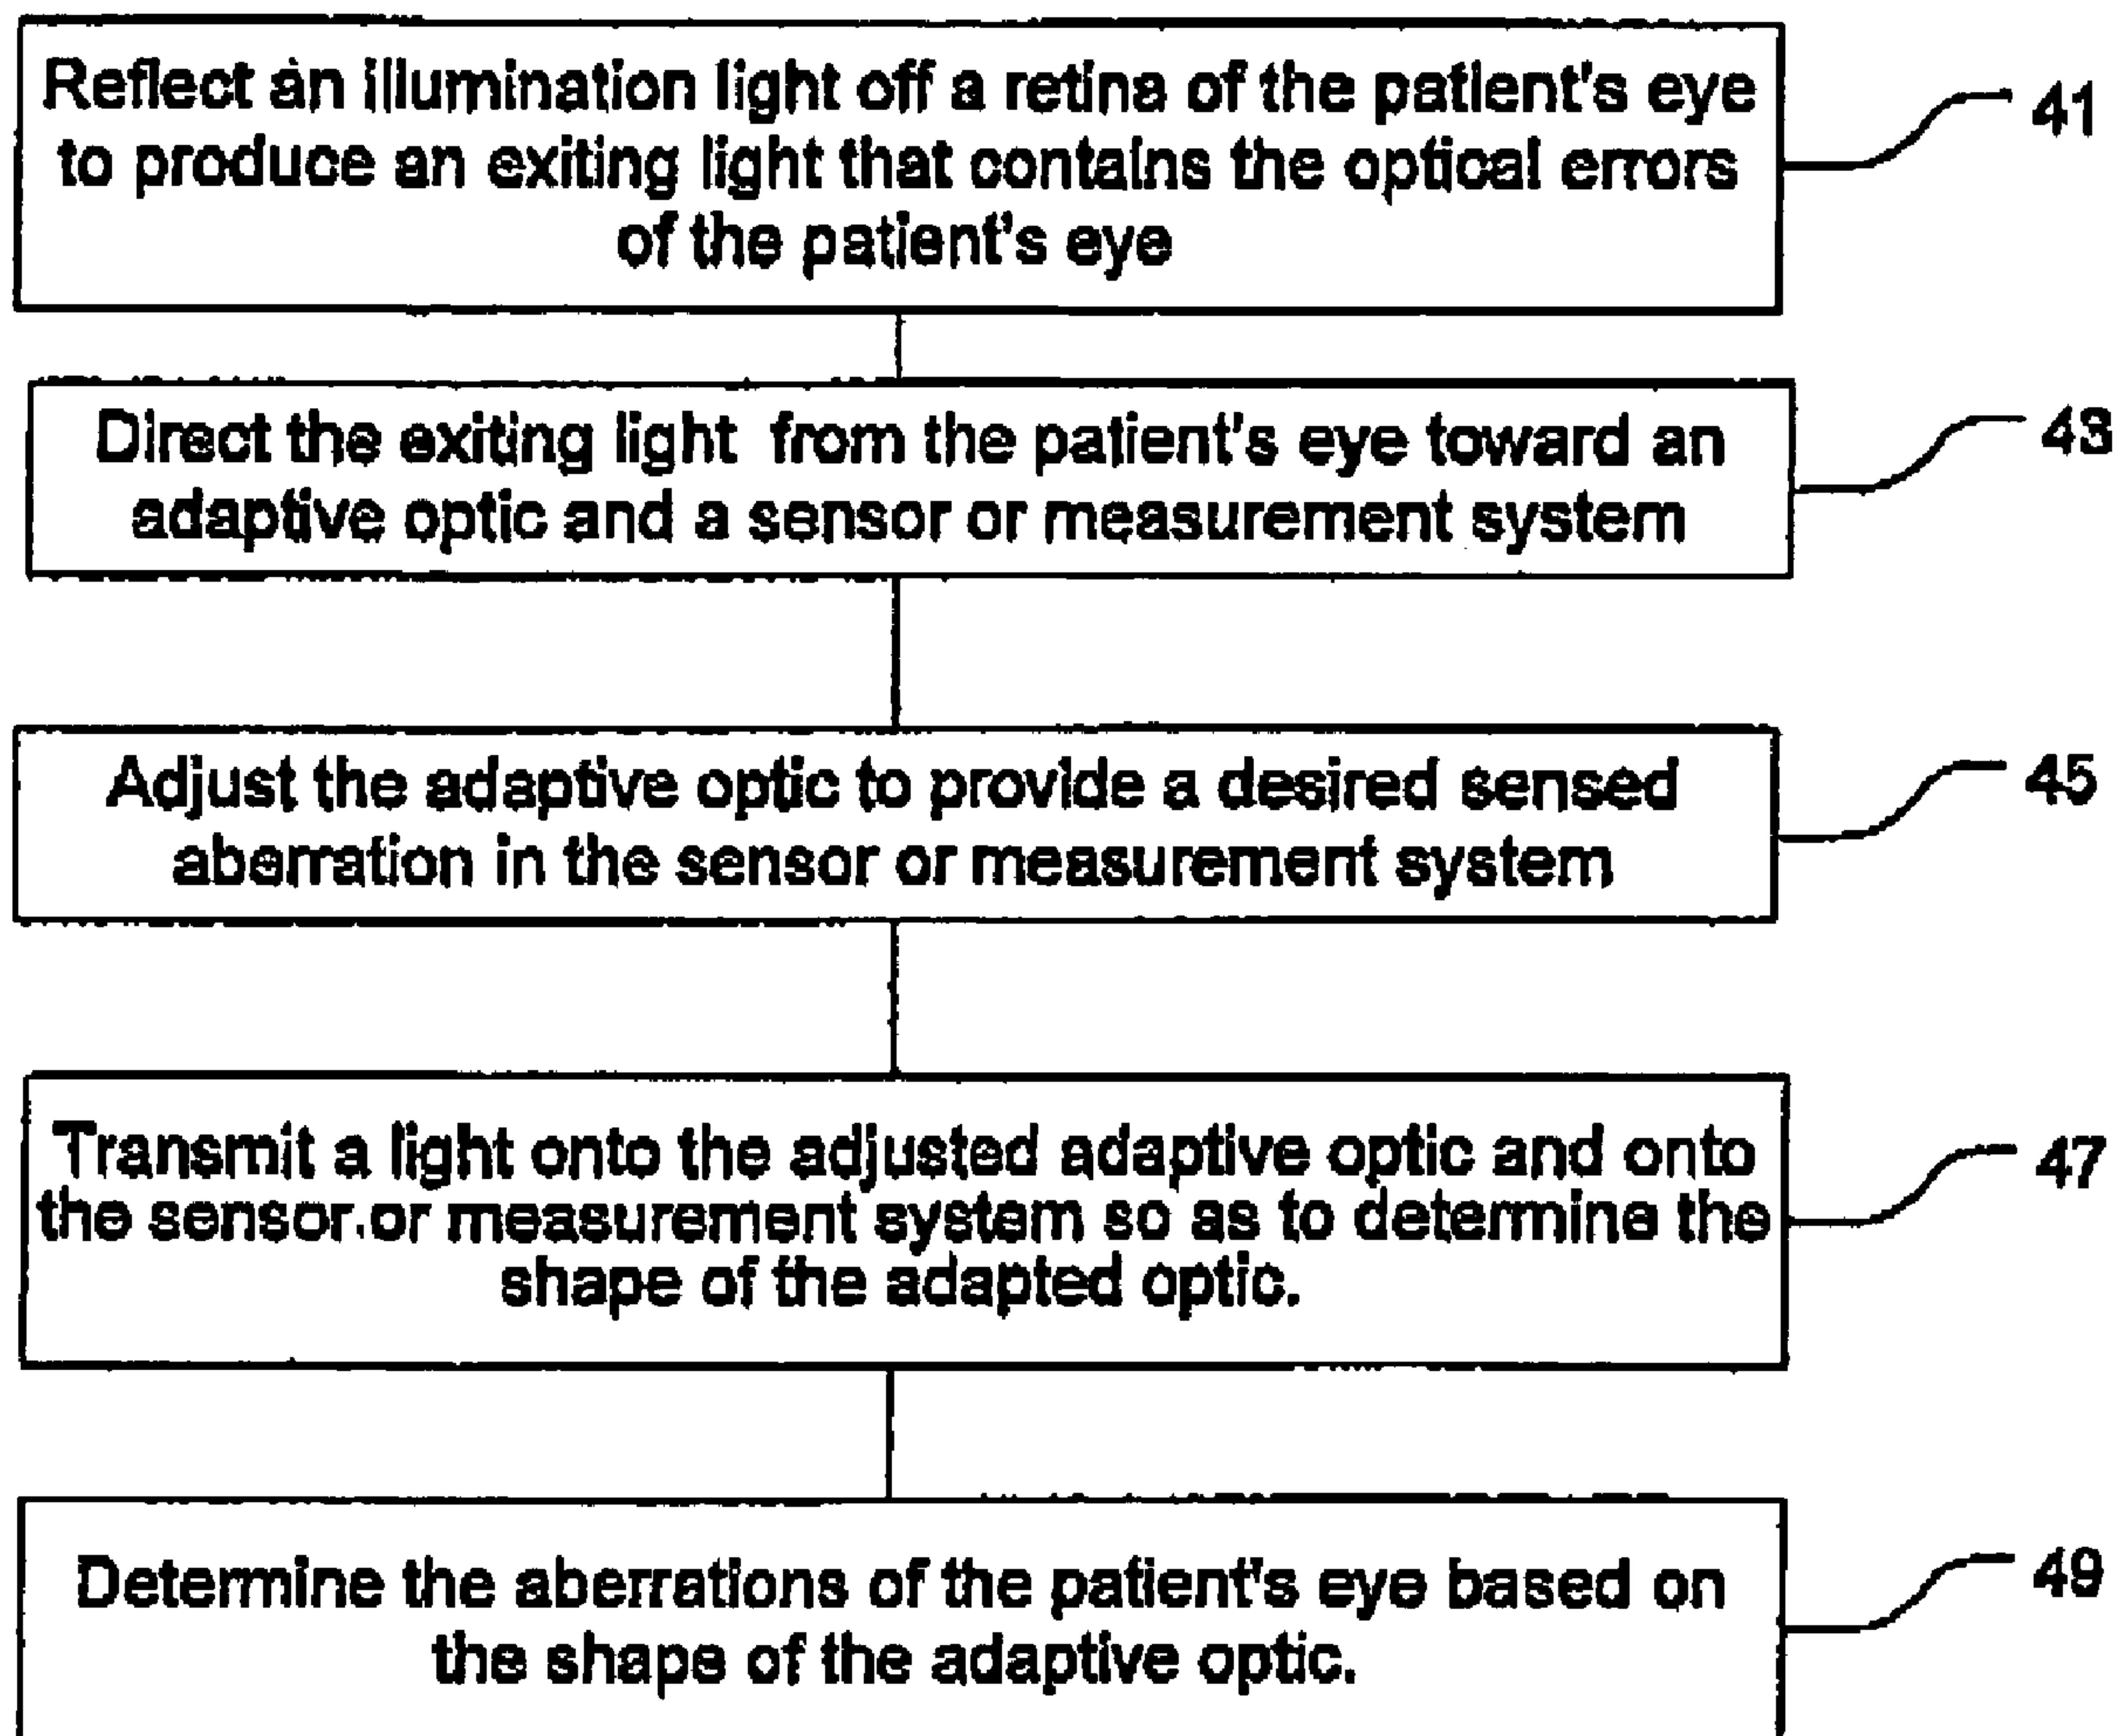 Reflect an illumination light off a retina of the patient's eye
to produce an exiting light that contains the optical errors
of the patient's eye
41
Direct the exiting light from the patient's eye toward an
adaptive optic and a sensor or measurement system
43
Adjust the adaptive optic to provide a desired sensed
aberration in the sensor or measurement system
45
Transmit a light onto the adjusted adaptive optic and onto
the sensor or measurement system so as to determine the
shape of the adapted optic.
47
Determine the aberrations of the patient's eye based on
the shape of the adaptive optic.
49